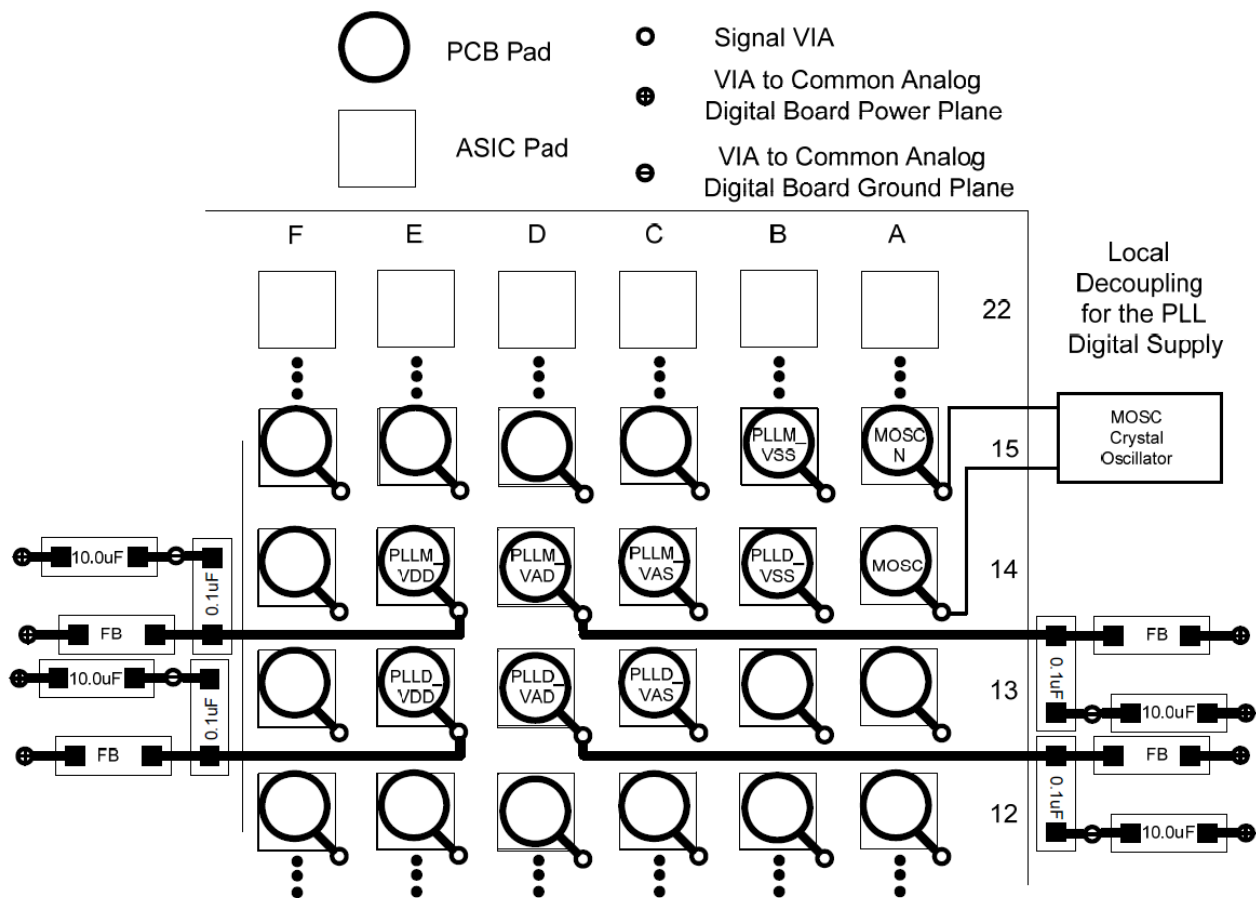 PCB Pad
Signal VIA
VIA to Common Analog
Digital Board Power Plane
ASIC Pad
VIA to Common Analog
Digital Board Ground Plane
F E D C B A
22
Local
Decoupling
for the PLL
Digital Supply
PLLM_
VSS
MOSC
N
15
MOSC
Crystal
Oscillator
10.0uF
0.1uF
FB
PLLM_
VDD
PLLM_
VAD
PLLM_
VAS
PLLD_
VSS
MOSC
14
FB
0.1uF
10.0uF
10.0uF
0.1uF
FB
PLLD_
VDD
PLLD_
VAD
PLLD_
VAS
13
FB
0.1uF
10.0uF
12